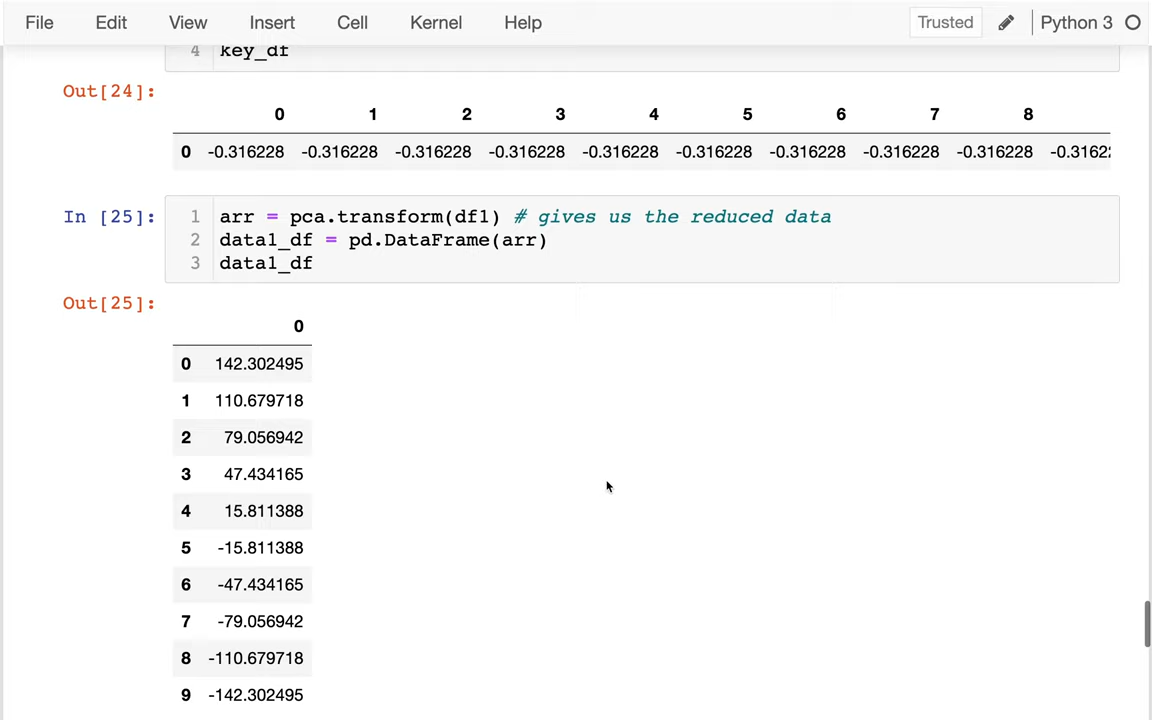 File Edit View Insert Cell Kernel Help Trusted Python 3
4 key_df
Out[24]:
0 1 2 3 4 5 6 7 8
0 -0.316228 -0.316228 -0.316228 -0.316228 -0.316228 -0.316228 -0.316228 -0.316228 -0.316228 -0.3162
In [25]: 1 arr = pca.transform(df1) # gives us the reduced data
2 data1_df = pd.DataFrame(arr)
3 data1_df
Out[25]:
0
0 142.302495
1 110.679718
2 79.056942
3 47.434165
4 15.811388
5 -15.811388
6 -47.434165
7 -79.056942
8 -110.679718
9 -142.302495